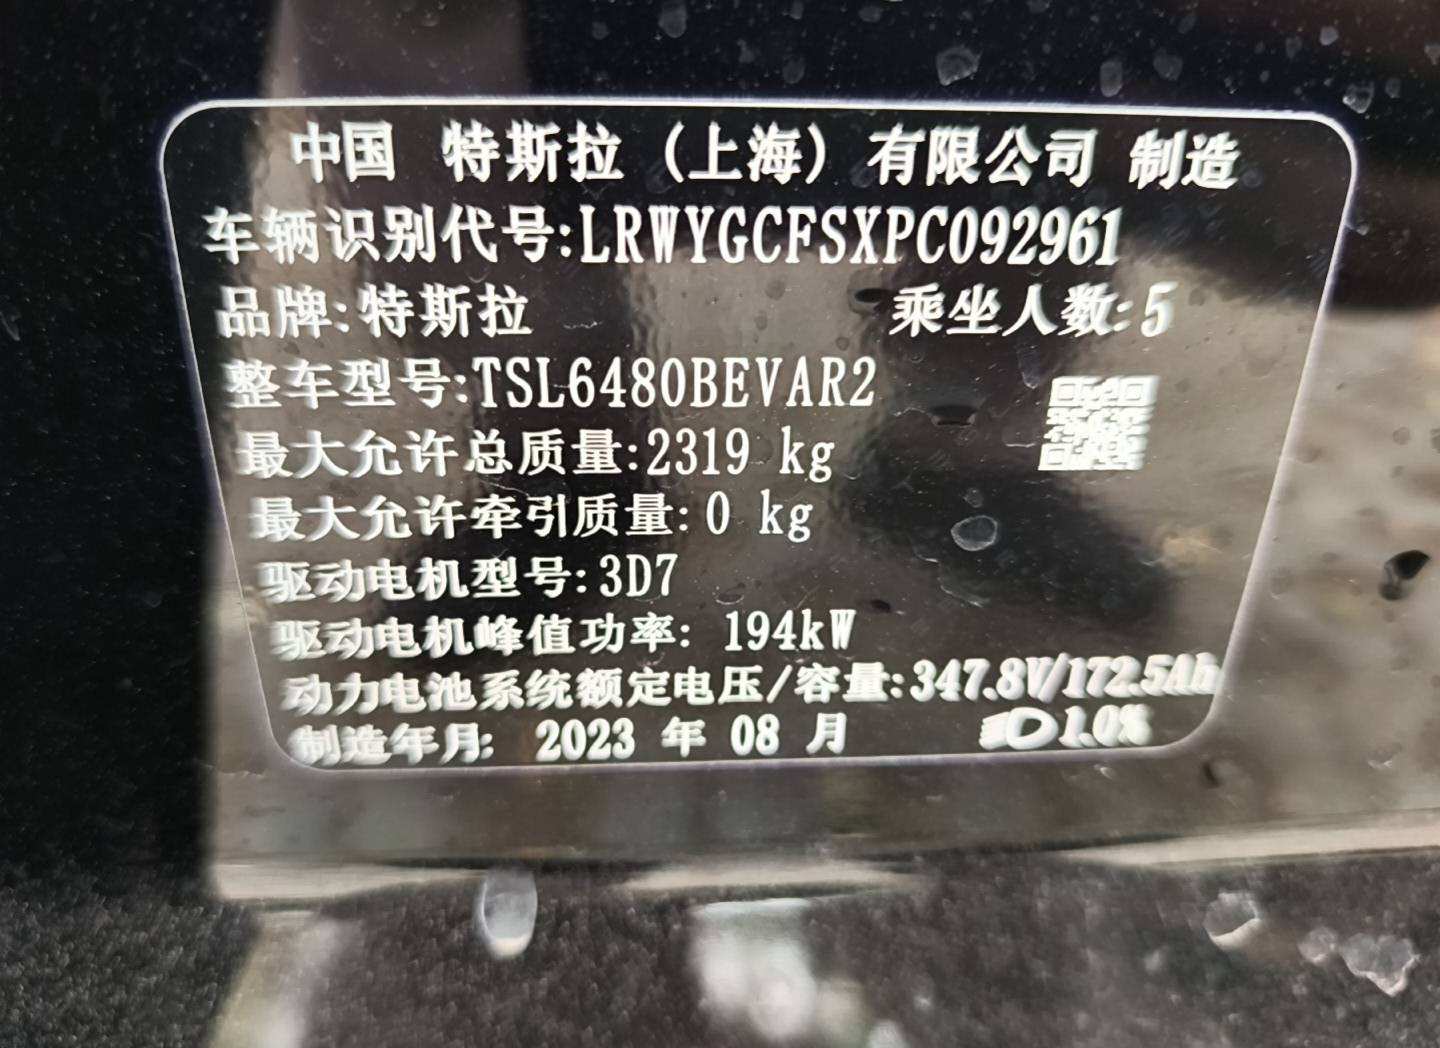 中国 特斯拉（上海）有限公司 制造
车辆识别代号:LRWYGCFSXPC092961
品牌:特斯拉 乘坐人数:5
整车型号:TSL6480BEVAR2
最大允许总质量:2319 kg
最大允许牵引质量: 0 kg
驱动电机型号:3D7
驱动电机峰值功率: 194kW
动力电池系统额定电压/容量:347.8V/172.5Ah
制造年月: 2023 年 08 月 1.0%